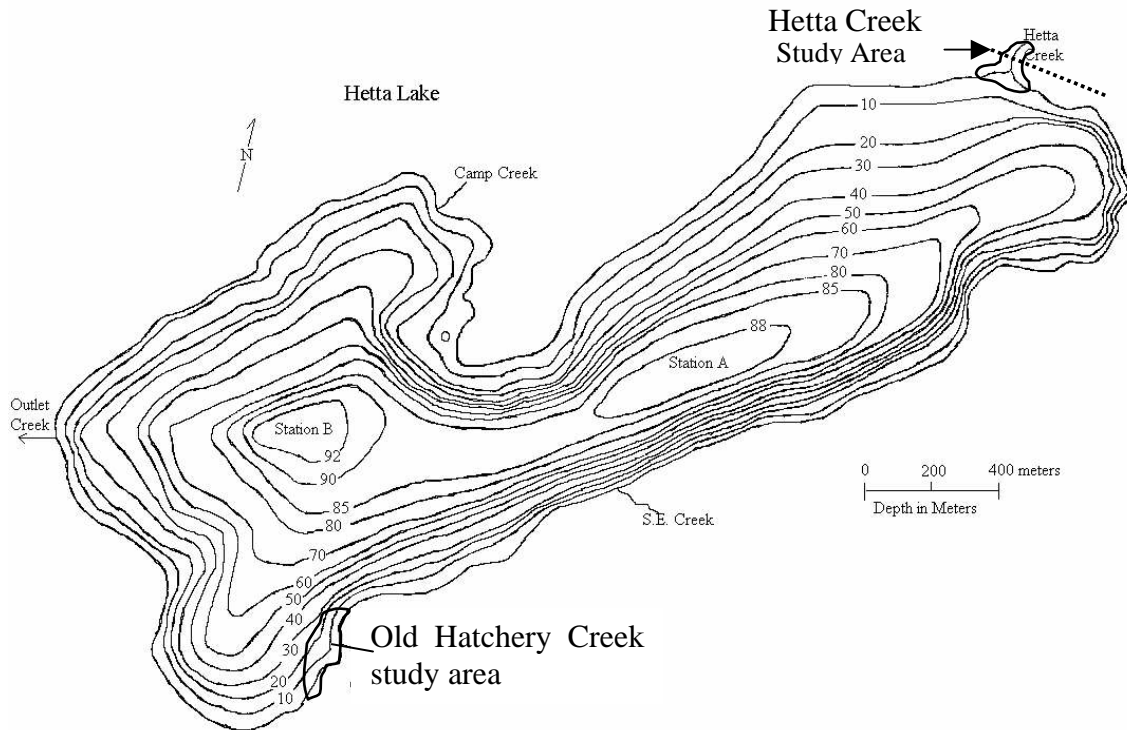 Hetta Creek
Study Area
Hetta
Creek
Hetta Lake
N
Camp Creek
10
20
30
40
50
60
70
80
85
88
Station A
Outlet
Creek
Station B
92
90
85
80
70
60
50
40
30
20
10
0 200 400 meters
Depth in Meters
S.E. Creek
Old Hatchery Creek
study area